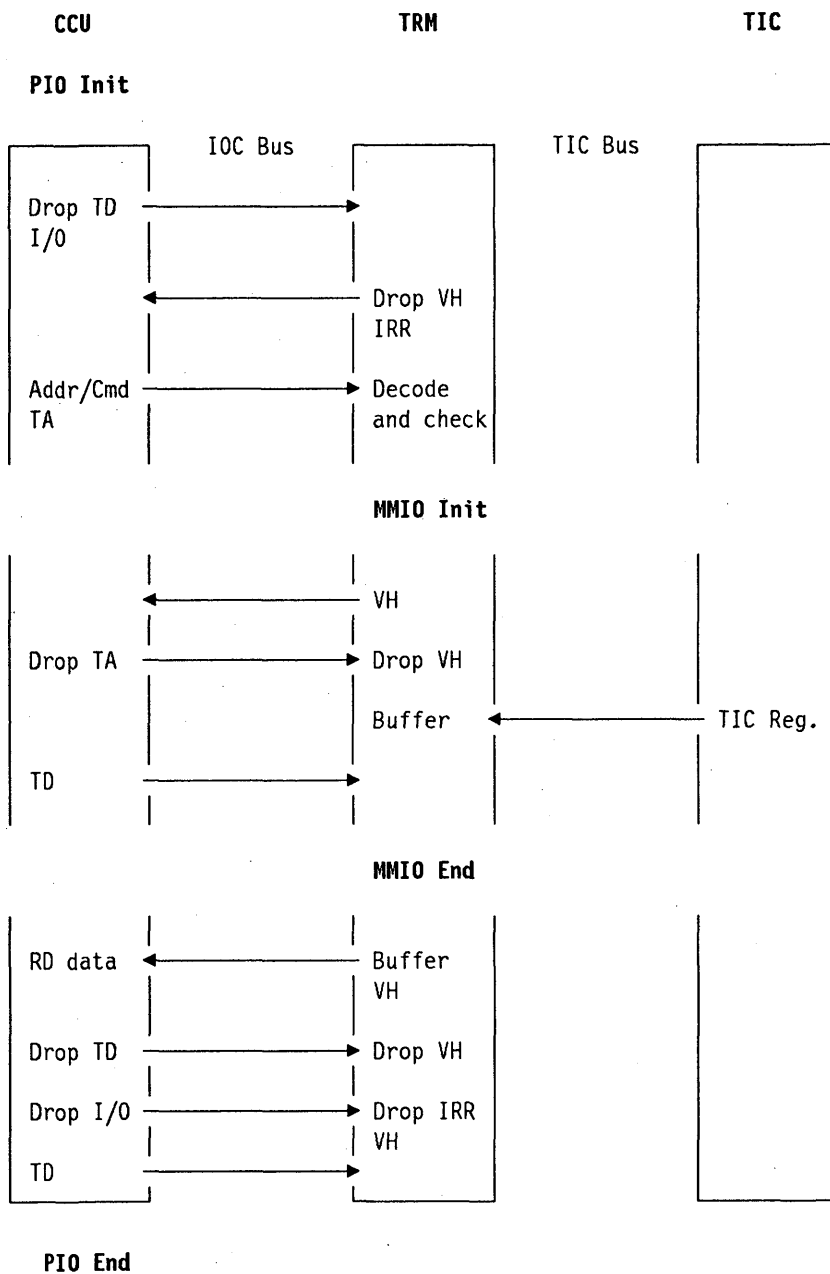 CCU TRM TIC
PIO Init
IOC Bus TIC Bus
Drop TD
I/O
Drop VH
IRR
Addr/Cmd Decode
TA and check
MMIO Init
VH
Drop TA Drop VH
Buffer TIC Reg.
TD
MMIO End
RD data Buffer
VH
Drop TD Drop VH
Drop I/O Drop IRR
VH
TD
PIO End